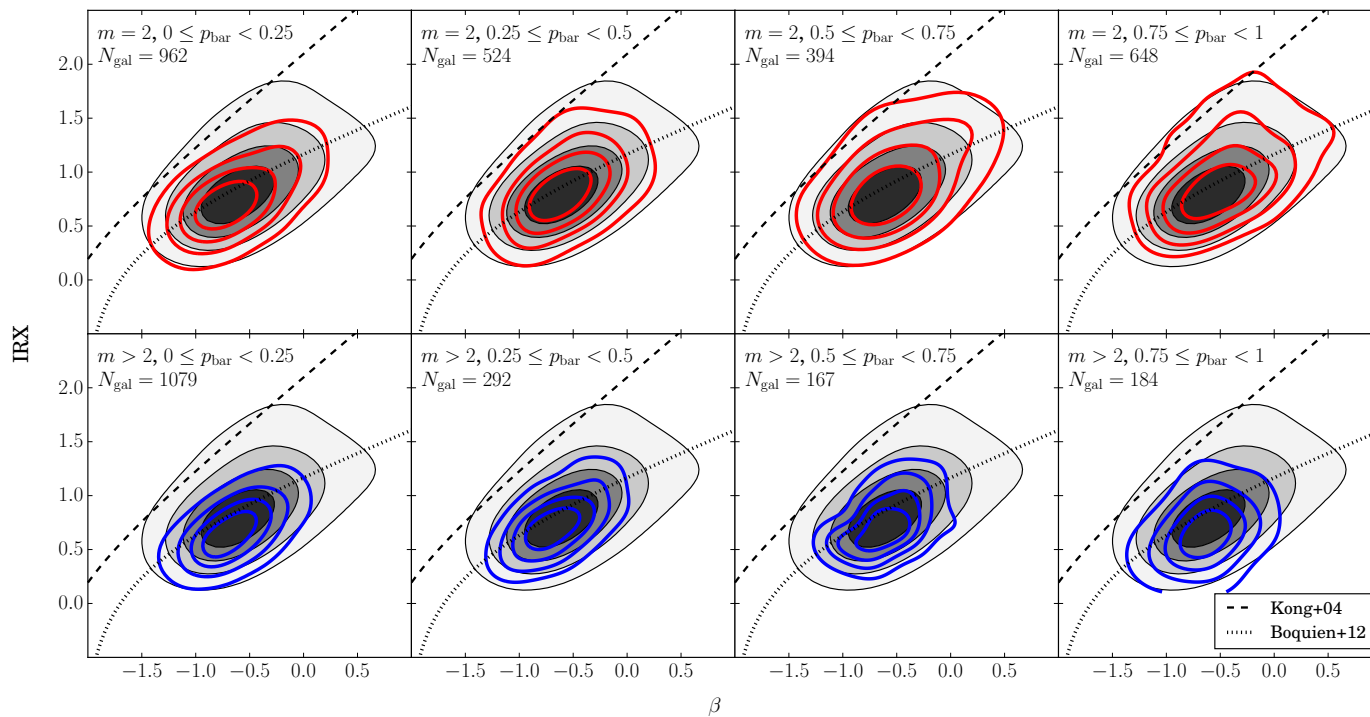 m = 2, 0 ≤ p_bar < 0.25
N_gal = 962
m = 2, 0.25 ≤ p_bar < 0.5
N_gal = 524
m = 2, 0.5 ≤ p_bar < 0.75
N_gal = 394
m = 2, 0.75 ≤ p_bar < 1
N_gal = 648
2.0
1.5
1.0
0.5
0.0
IRX
m > 2, 0 ≤ p_bar < 0.25
N_gal = 1079
m > 2, 0.25 ≤ p_bar < 0.5
N_gal = 292
m > 2, 0.5 ≤ p_bar < 0.75
N_gal = 167
m > 2, 0.75 ≤ p_bar < 1
N_gal = 184
2.0
1.5
1.0
0.5
0.0
Kong+04
Boquien+12
−1.5 −1.0 −0.5 0.0 0.5 −1.5 −1.0 −0.5 0.0 0.5 −1.5 −1.0 −0.5 0.0 0.5 −1.5 −1.0 −0.5 0.0 0.5
β